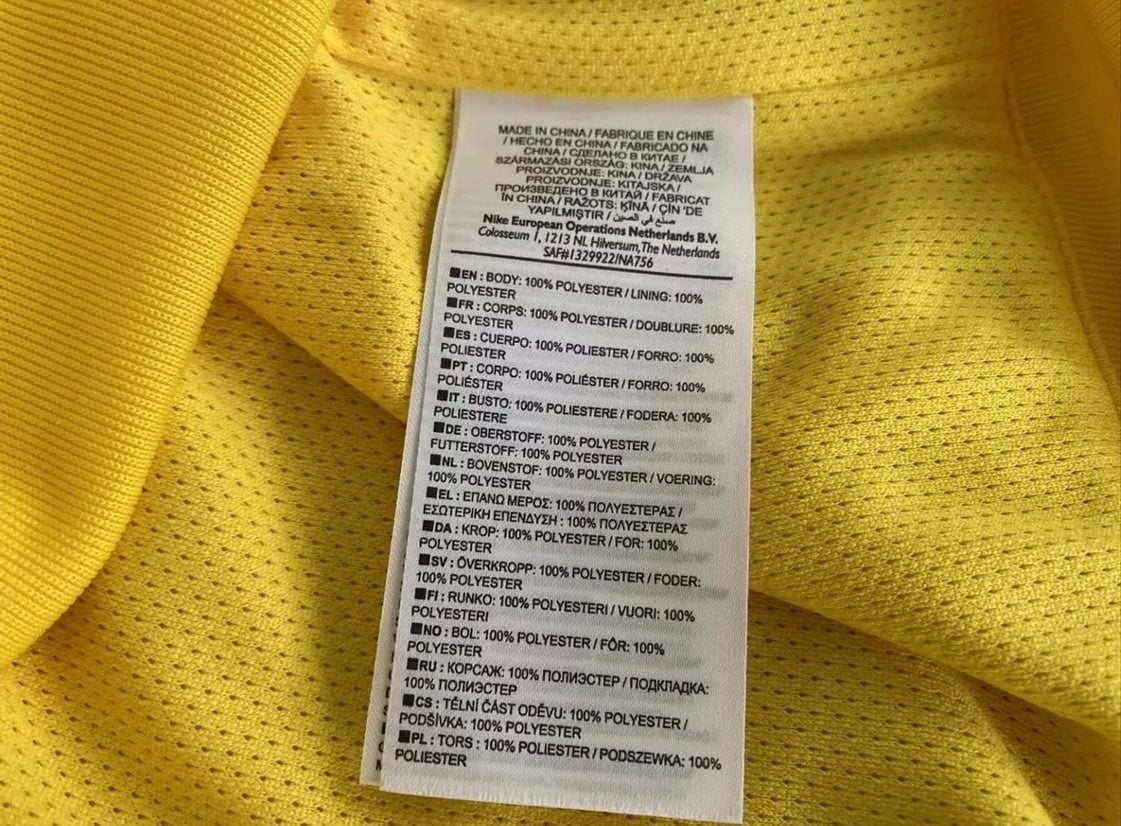 MADE IN CHINA / FABRIQUE EN CHINE
/ HECHO EN CHINA / FABRICADO NA
CHINA / СДЕЛАНО В КИТАЕ /
SZÁRMAZÁSI ORSZÁG: KINA / ZEMLJA
PROIZVODNJE: KINA / DRŽAVA
PROIZVODNJE: KITAJSKA /
ПРОИЗВЕДЕНО В КИТАЙ / FABRICAT
ÎN CHINA / RAŽOTS: ĶĪNĀ / ÇİN 'DE
YAPILMIŞTIR / صنع في الصين
Nike European Operations Netherlands B.V.
Colosseum 1, 1213 NL Hilversum, The Netherlands
SAF#1329922/NA756
■EN : BODY: 100% POLYESTER / LINING: 100%
POLYESTER
■FR : CORPS: 100% POLYESTER / DOUBLURE: 100%
POLYESTER
■ES : CUERPO: 100% POLIESTER / FORRO: 100%
POLIESTER
■PT : CORPO: 100% POLIÉSTER / FORRO: 100%
POLIÉSTER
■IT : BUSTO: 100% POLIESTERE / FODERA: 100%
POLIESTERE
■DE : OBERSTOFF: 100% POLYESTER /
FUTTERSTOFF: 100% POLYESTER
■NL : BOVENSTOF: 100% POLYESTER / VOERING:
100% POLYESTER
■EL : ΕΠΑΝΩ ΜΕΡΟΣ: 100% ΠΟΛΥΕΣΤΕΡΑΣ /
ΕΣΩΤΕΡΙΚΗ ΕΠΕΝΔΥΣΗ : 100% ΠΟΛΥΕΣΤΕΡΑΣ
■DA : KROP: 100% POLYESTER / FOR: 100%
POLYESTER
■SV : ÖVERKROPP: 100% POLYESTER / FODER:
100% POLYESTER
■FI : RUNKO: 100% POLYESTERI / VUORI: 100%
POLYESTERI
■NO : BOL: 100% POLYESTER / FÔR: 100%
POLYESTER
■RU : КОРСАЖ: 100% ПОЛИЭСТЕР / ПОДКЛАДКА:
100% ПОЛИЭСТЕР
■CS : TĚLNÍ ČÁST ODĚVU: 100% POLYESTER /
PODŠÍVKA: 100% POLYESTER
■PL : TORS : 100% POLIESTER / PODSZEWKA: 100%
POLIESTER